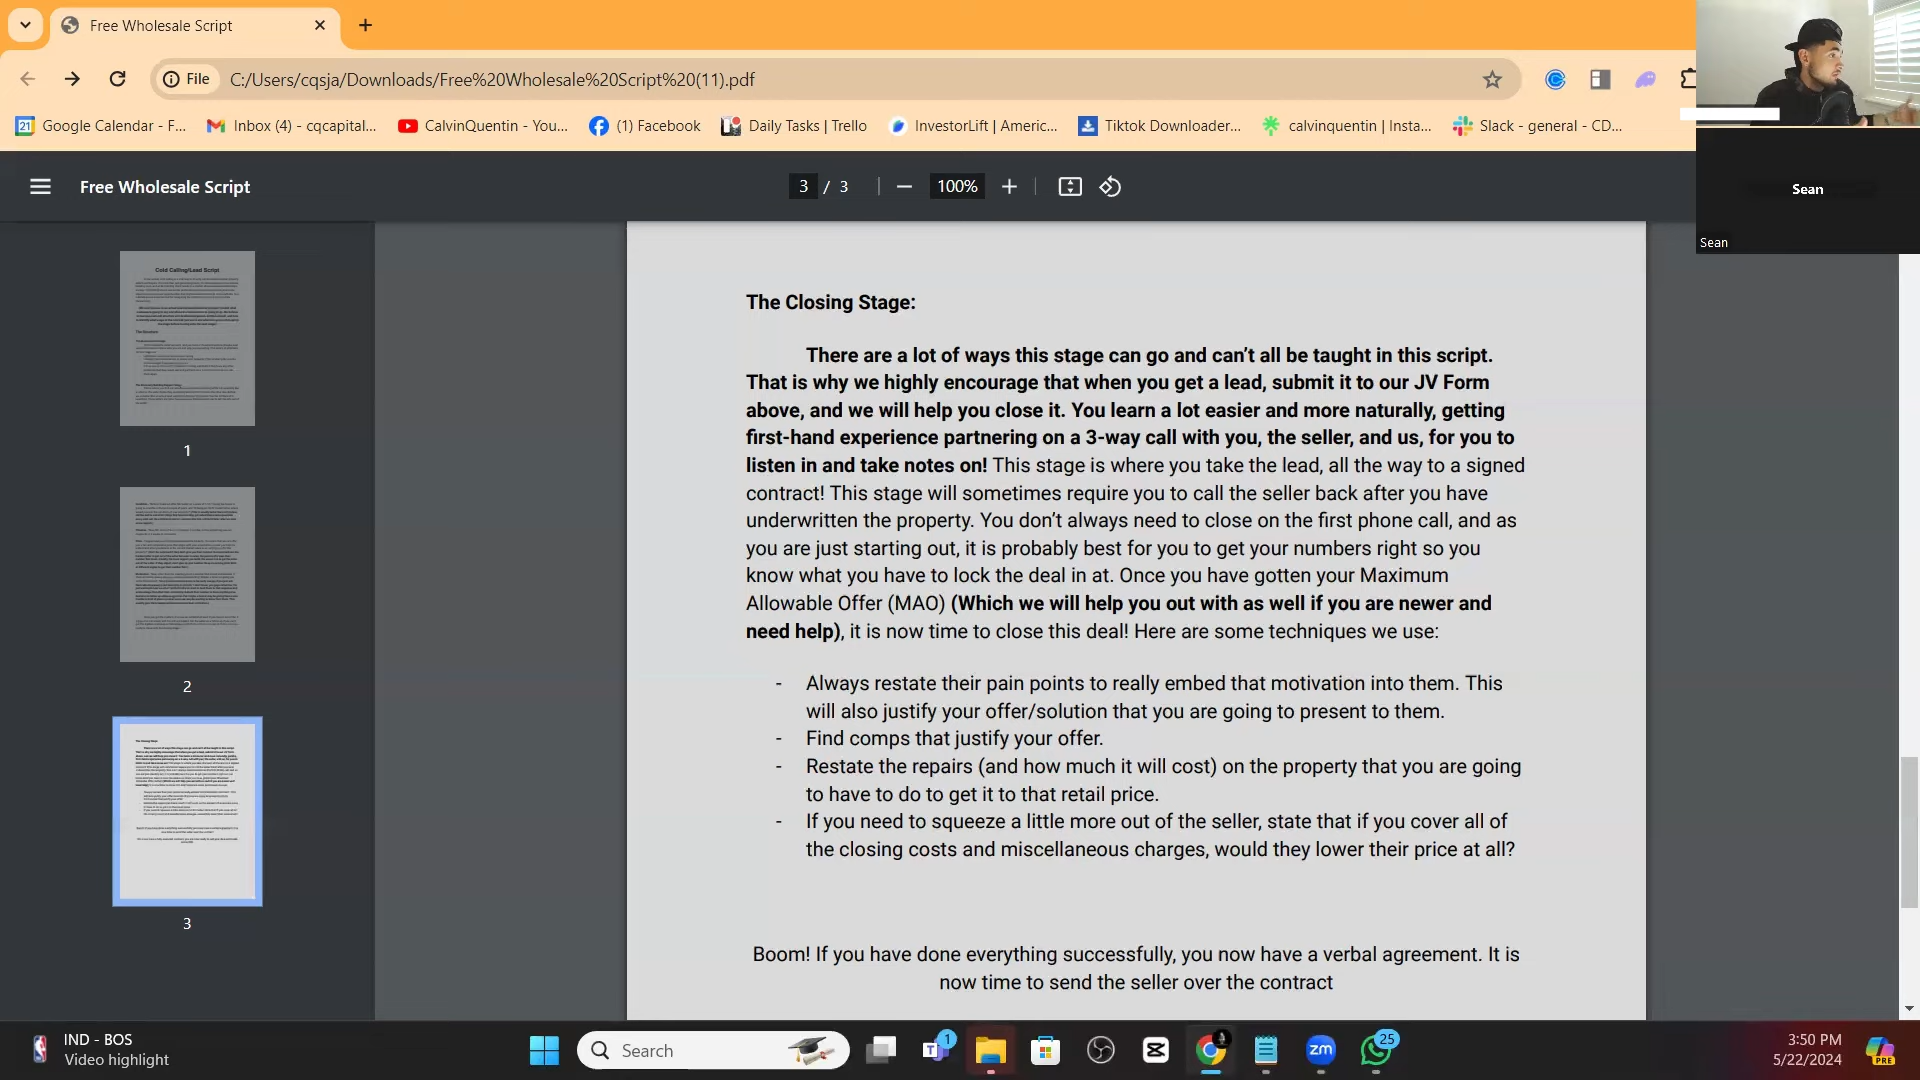 Free Wholesale Script
File
C:/Users/cqsja/Downloads/Free%20Wholesale%20Script%20(11).pdf
Google Calendar - F...
Inbox (4) - cqcapital...
CalvinQuentin - You...
(1) Facebook
Daily Tasks | Trello
InvestorLift | Americ...
Tiktok Downloader...
calvinquentin | Insta...
Slack - general - CD...
Free Wholesale Script
3 / 3
100%
Sean
Sean
Cold Calling/Lead Script
1
2
3
The Closing Stage:
There are a lot of ways this stage can go and can't all be taught in this script.
That is why we highly encourage that when you get a lead, submit it to our JV Form
above, and we will help you close it. You learn a lot easier and more naturally, getting
first-hand experience partnering on a 3-way call with you, the seller, and us, for you to
listen in and take notes on! This stage is where you take the lead, all the way to a signed
contract! This stage will sometimes require you to call the seller back after you have
underwritten the property. You don't always need to close on the first phone call, and as
you are just starting out, it is probably best for you to get your numbers right so you
know what you have to lock the deal in at. Once you have gotten your Maximum
Allowable Offer (MAO) (Which we will help you out with as well if you are newer and
need help), it is now time to close this deal! Here are some techniques we use:
- Always restate their pain points to really embed that motivation into them. This
will also justify your offer/solution that you are going to present to them.
- Find comps that justify your offer.
- Restate the repairs (and how much it will cost) on the property that you are going
to have to do to get it to that retail price.
- If you need to squeeze a little more out of the seller, state that if you cover all of
the closing costs and miscellaneous charges, would they lower their price at all?
Boom! If you have done everything successfully, you now have a verbal agreement. It is
now time to send the seller over the contract
IND - BOS
Video highlight
Search
1
zm
25
3:50 PM
5/22/2024
PRE